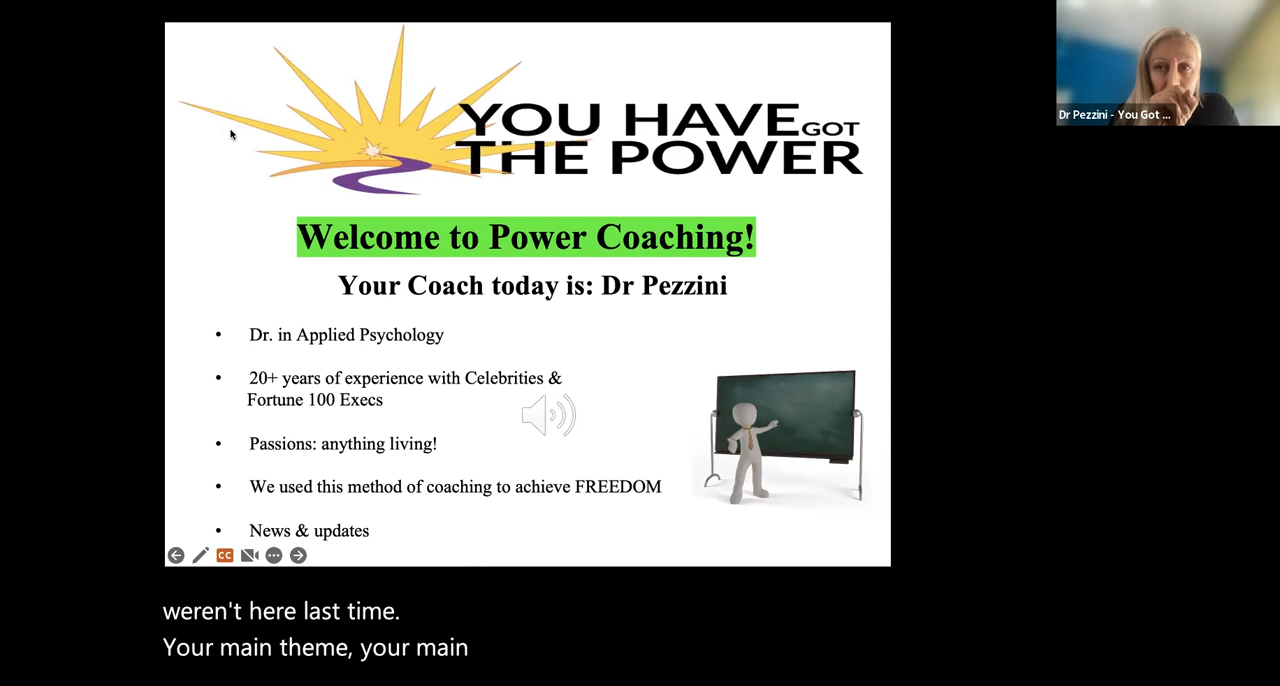 YOU HAVE GOT
THE POWER
Dr Pezzini - You Got ...
Welcome to Power Coaching!
Your Coach today is: Dr Pezzini
• Dr. in Applied Psychology
• 20+ years of experience with Celebrities &
Fortune 100 Execs
• Passions: anything living!
• We used this method of coaching to achieve FREEDOM
• News & updates
CC
weren't here last time.
Your main theme, your main